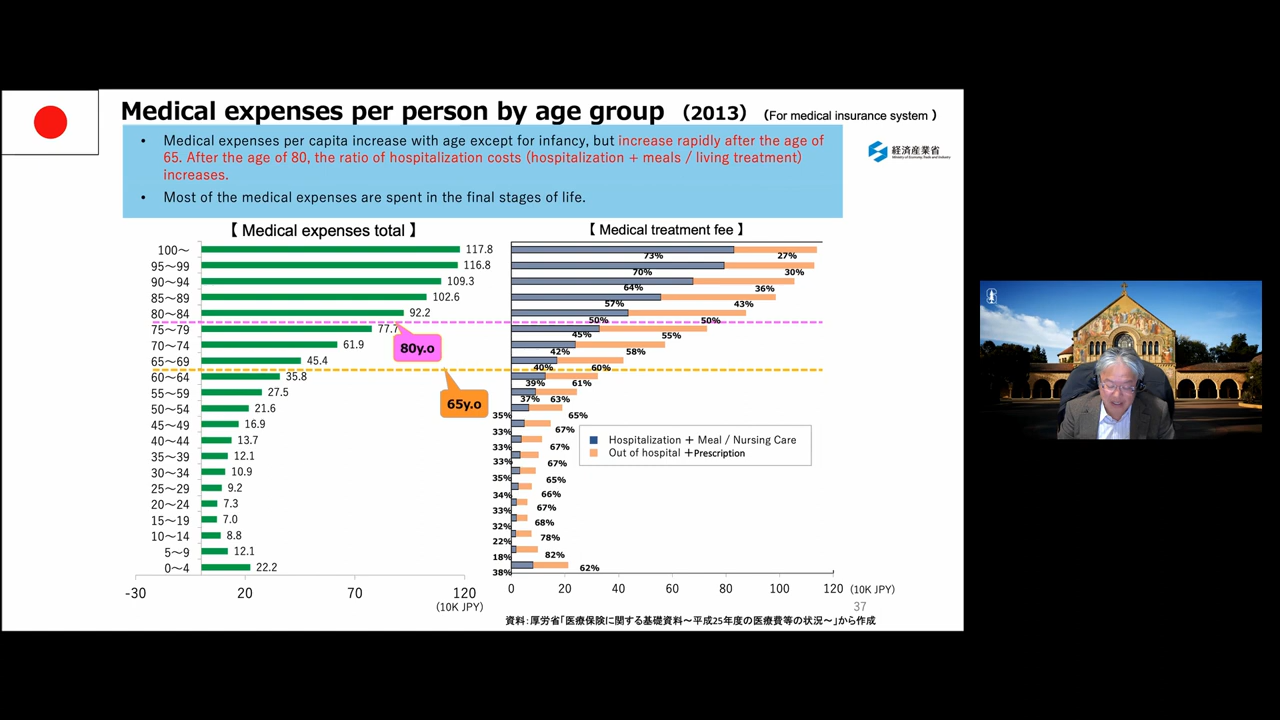 Medical expenses per person by age group （2013） （For medical insurance system ）
• Medical expenses per capita increase with age except for infancy, but increase rapidly after the age of
65. After the age of 80, the ratio of hospitalization costs (hospitalization + meals / living treatment)
increases.
• Most of the medical expenses are spent in the final stages of life.
経済産業省
Ministry of Economy, Trade and Industry
【 Medical expenses total 】
100～ 117.8
95～99 116.8
90～94 109.3
85～89 102.6
80～84 92.2
75～79 77.7
70～74 61.9
65～69 45.4
60～64 35.8
55～59 27.5
50～54 21.6
45～49 16.9
40～44 13.7
35～39 12.1
30～34 10.9
25～29 9.2
20～24 7.3
15～19 7.0
10～14 8.8
5～9 12.1
0～4 22.2
-30 20 70 120
(10K JPY)
80y.o
65y.o
【 Medical treatment fee 】
73% 27%
70% 30%
64% 36%
57% 43%
50% 50%
45% 55%
42% 58%
40% 60%
39% 61%
37% 63%
35% 65%
33% 67%
33% 67%
33% 67%
35% 65%
34% 66%
33% 67%
32% 68%
22% 78%
18% 82%
38% 62%
Hospitalization ＋ Meal / Nursing Care
Out of hospital ＋Prescription
0 20 40 60 80 100 120 (10K JPY)
37
資料：厚労省「医療保険に関する基礎資料～平成25年度の医療費等の状況～」から作成